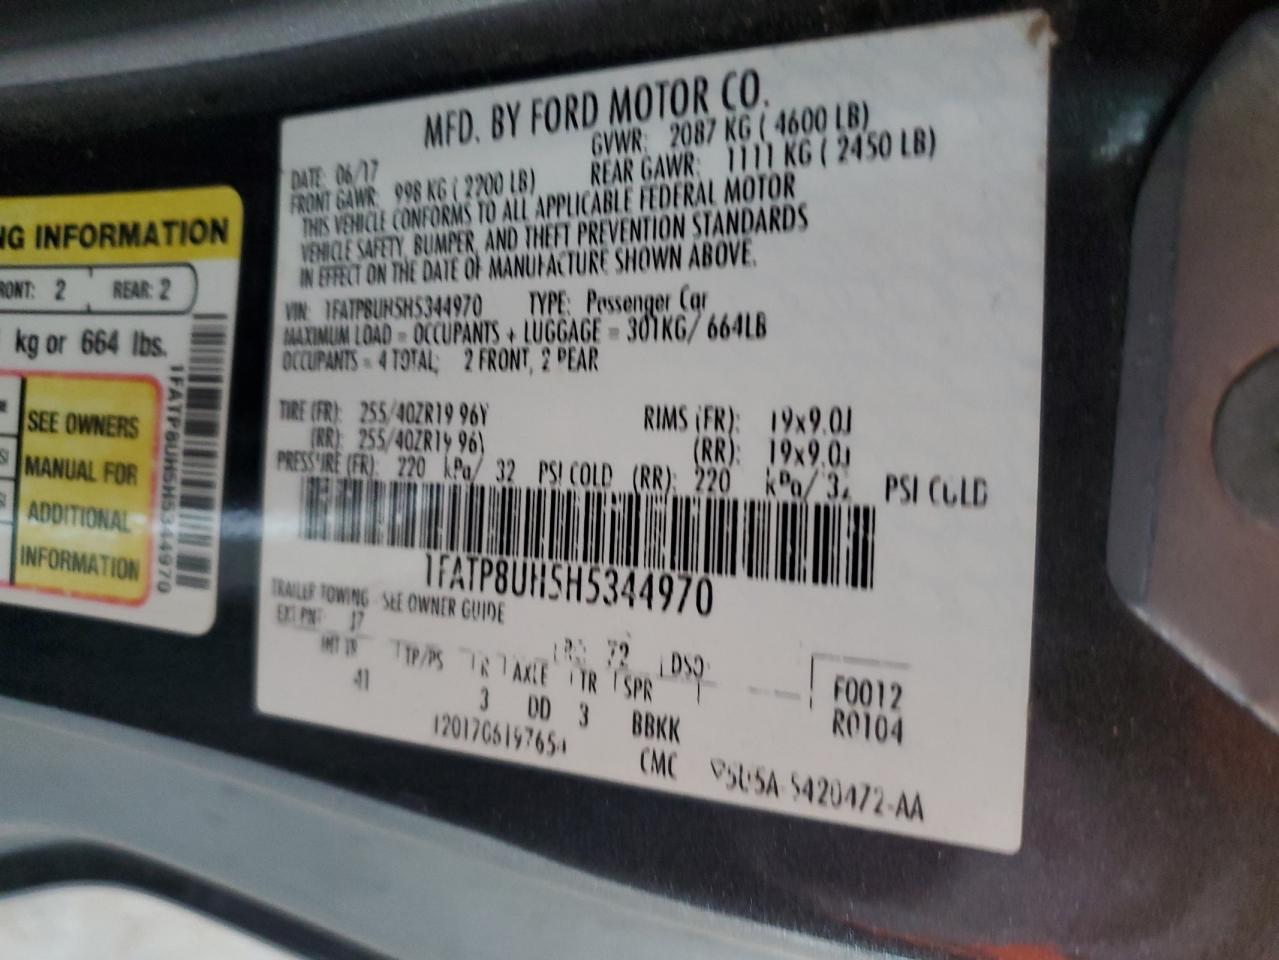 MFD. BY FORD MOTOR CO.
DATE: 06/17 GVWR: 2087 KG ( 4600 LB)
FRONT GAWR: 998 KG ( 2200 LB) REAR GAWR: 1111 KG ( 2450 LB)
THIS VEHICLE CONFORMS TO ALL APPLICABLE FEDERAL MOTOR
VEHICLE SAFETY, BUMPER, AND THEFT PREVENTION STANDARDS
IN EFFECT ON THE DATE OF MANUFACTURE SHOWN ABOVE.
VIN: 1FATP8UH5H5344970 TYPE: Passenger Car
MAXIMUM LOAD = OCCUPANTS + LUGGAGE = 301KG/ 664LB
OCCUPANTS = 4 TOTAL; 2 FRONT, 2 REAR
TIRE (FR): 255/40ZR19 96Y RIMS (FR): 19x9.0J
(RR): 255/40ZR19 96Y (RR): 19x9.0J
PRESSURE (FR): 220 kPa/ 32 PSI COLD (RR): 220 kPa/ 32 PSI COLD
1FATP8UH5H5344970
TRAILER TOWING - SEE OWNER GUIDE
EXT PNT: J7
72 DSO:
INT TR TP/PS R AXLE TR SPR F0012
41 3 DD 3 BBKK R0104
CMC 5420472-AA
NG INFORMATION
RONT: 2 REAR: 2
kg or 664 lbs.
SEE OWNERS
MANUAL FOR
ADDITIONAL
INFORMATION
1FATP8UH5H5344970